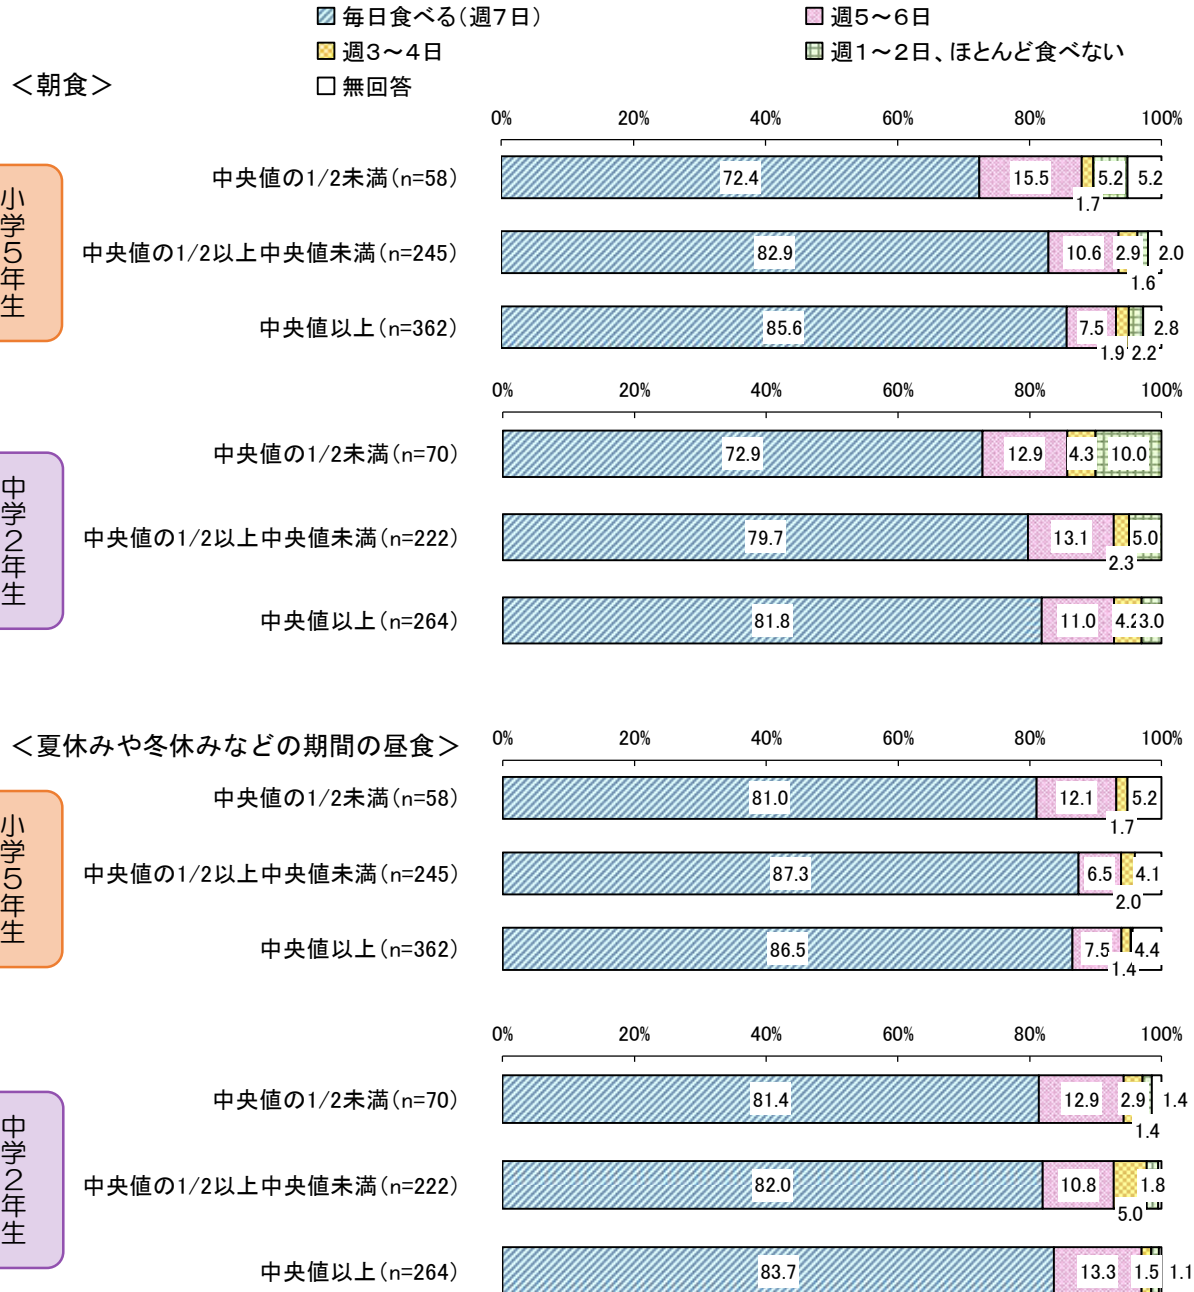 毎日食べる(週7日)
週5～6日
週3～4日
週1～2日、ほとんど食べない
無回答
＜朝食＞
0% 20% 40% 60% 80% 100%
小学5年生
中央値の1/2未満(n=58) 72.4 15.5 1.7 5.2 5.2
中央値の1/2以上中央値未満(n=245) 82.9 10.6 2.9 1.6 2.0
中央値以上(n=362) 85.6 7.5 1.9 2.2 2.8
0% 20% 40% 60% 80% 100%
中学2年生
中央値の1/2未満(n=70) 72.9 12.9 4.3 10.0
中央値の1/2以上中央値未満(n=222) 79.7 13.1 2.3 5.0
中央値以上(n=264) 81.8 11.0 4.2 3.0
＜夏休みや冬休みなどの期間の昼食＞
0% 20% 40% 60% 80% 100%
小学5年生
中央値の1/2未満(n=58) 81.0 12.1 1.7 5.2
中央値の1/2以上中央値未満(n=245) 87.3 6.5 2.0 4.1
中央値以上(n=362) 86.5 7.5 1.4 4.4
0% 20% 40% 60% 80% 100%
中学2年生
中央値の1/2未満(n=70) 81.4 12.9 2.9 1.4 1.4
中央値の1/2以上中央値未満(n=222) 82.0 10.8 5.0 1.8
中央値以上(n=264) 83.7 13.3 1.5 1.1